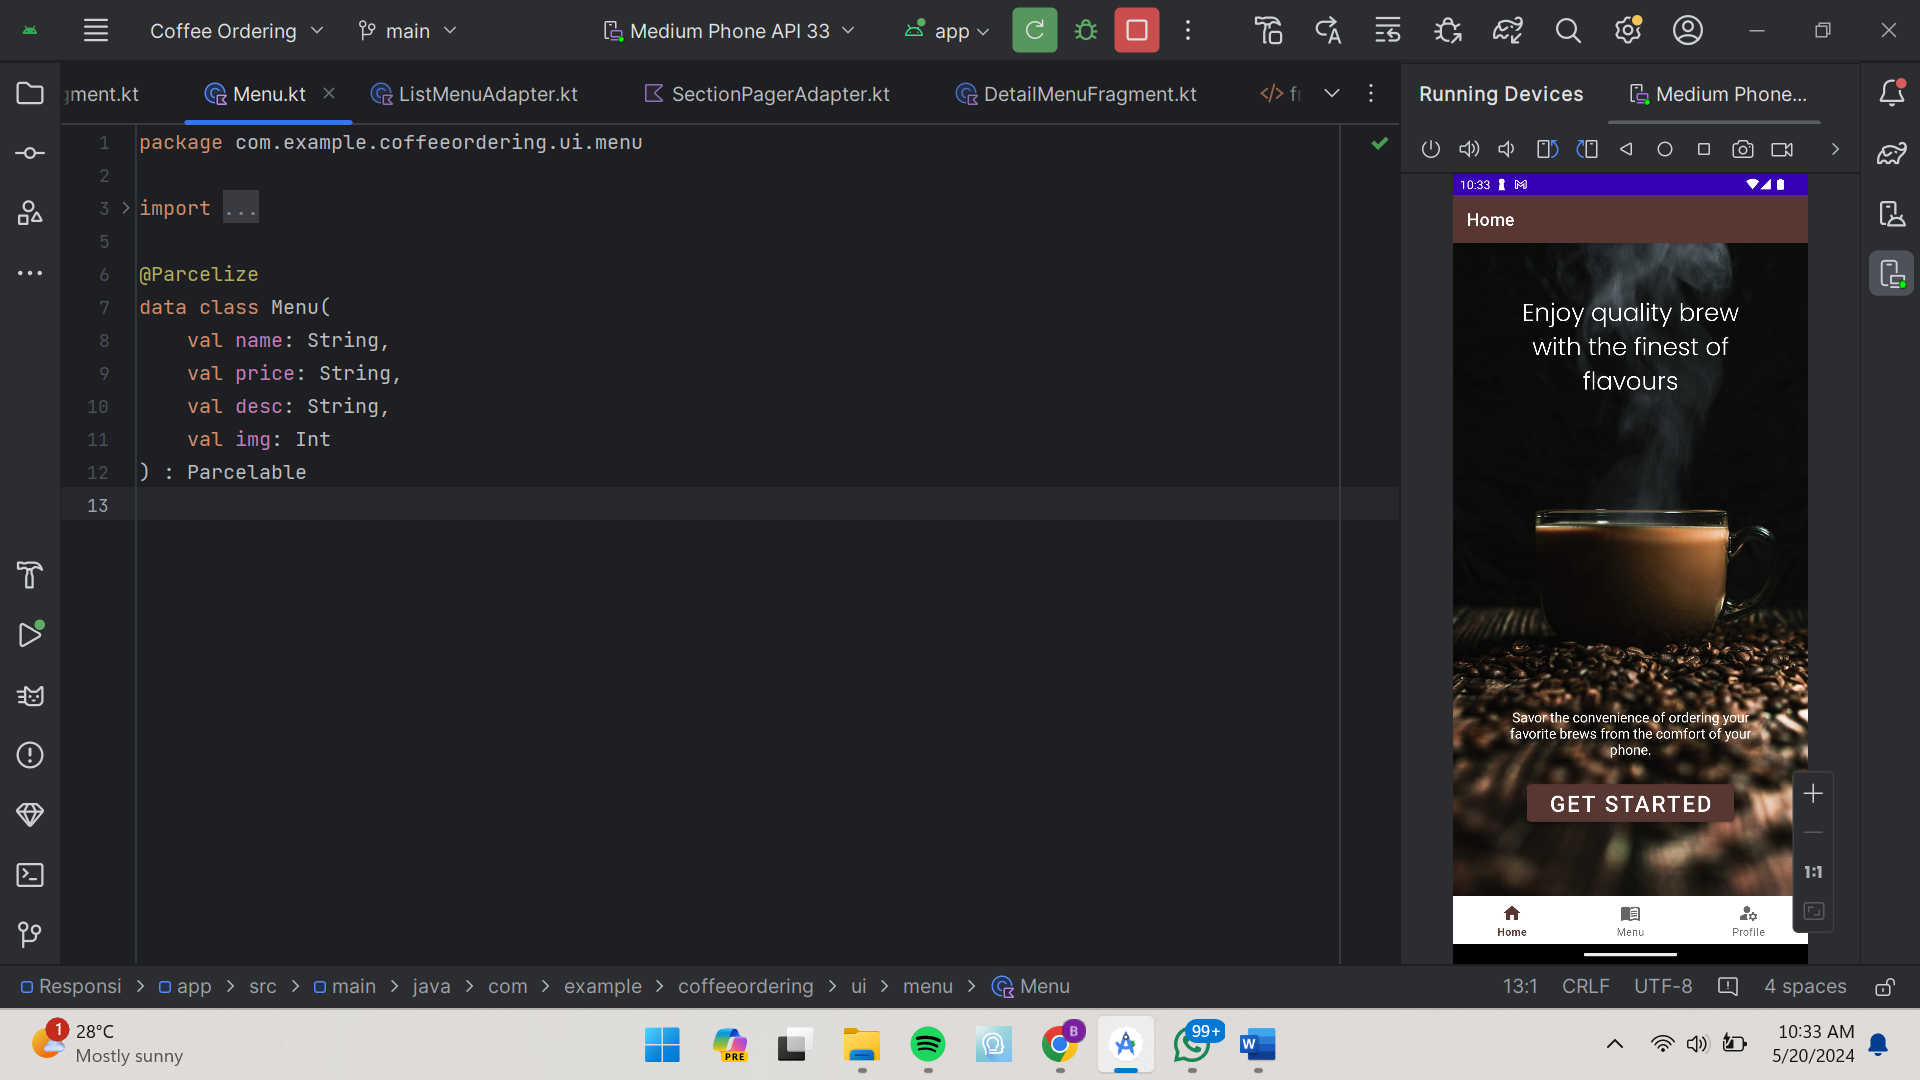 Coffee Ordering
main
Medium Phone API 33
app
gment.kt
Menu.kt
ListMenuAdapter.kt
SectionPagerAdapter.kt
DetailMenuFragment.kt
Running Devices
Medium Phone...
1 package com.example.coffeeordering.ui.menu
2
3 import ...
5
6 @Parcelize
7 data class Menu(
8 val name: String,
9 val price: String,
10 val desc: String,
11 val img: Int
12 ) : Parcelable
13
10:33
Home
Enjoy quality brew
with the finest of
flavours
Savor the convenience of ordering your
favorite brews from the comfort of your
phone.
GET STARTED
1:1
Home
Menu
Profile
Responsi > app > src > main > java > com > example > coffeeordering > ui > menu > Menu
13:1
CRLF
UTF-8
4 spaces
1
28°C
Mostly sunny
PRE
B
99+
W
10:33 AM
5/20/2024